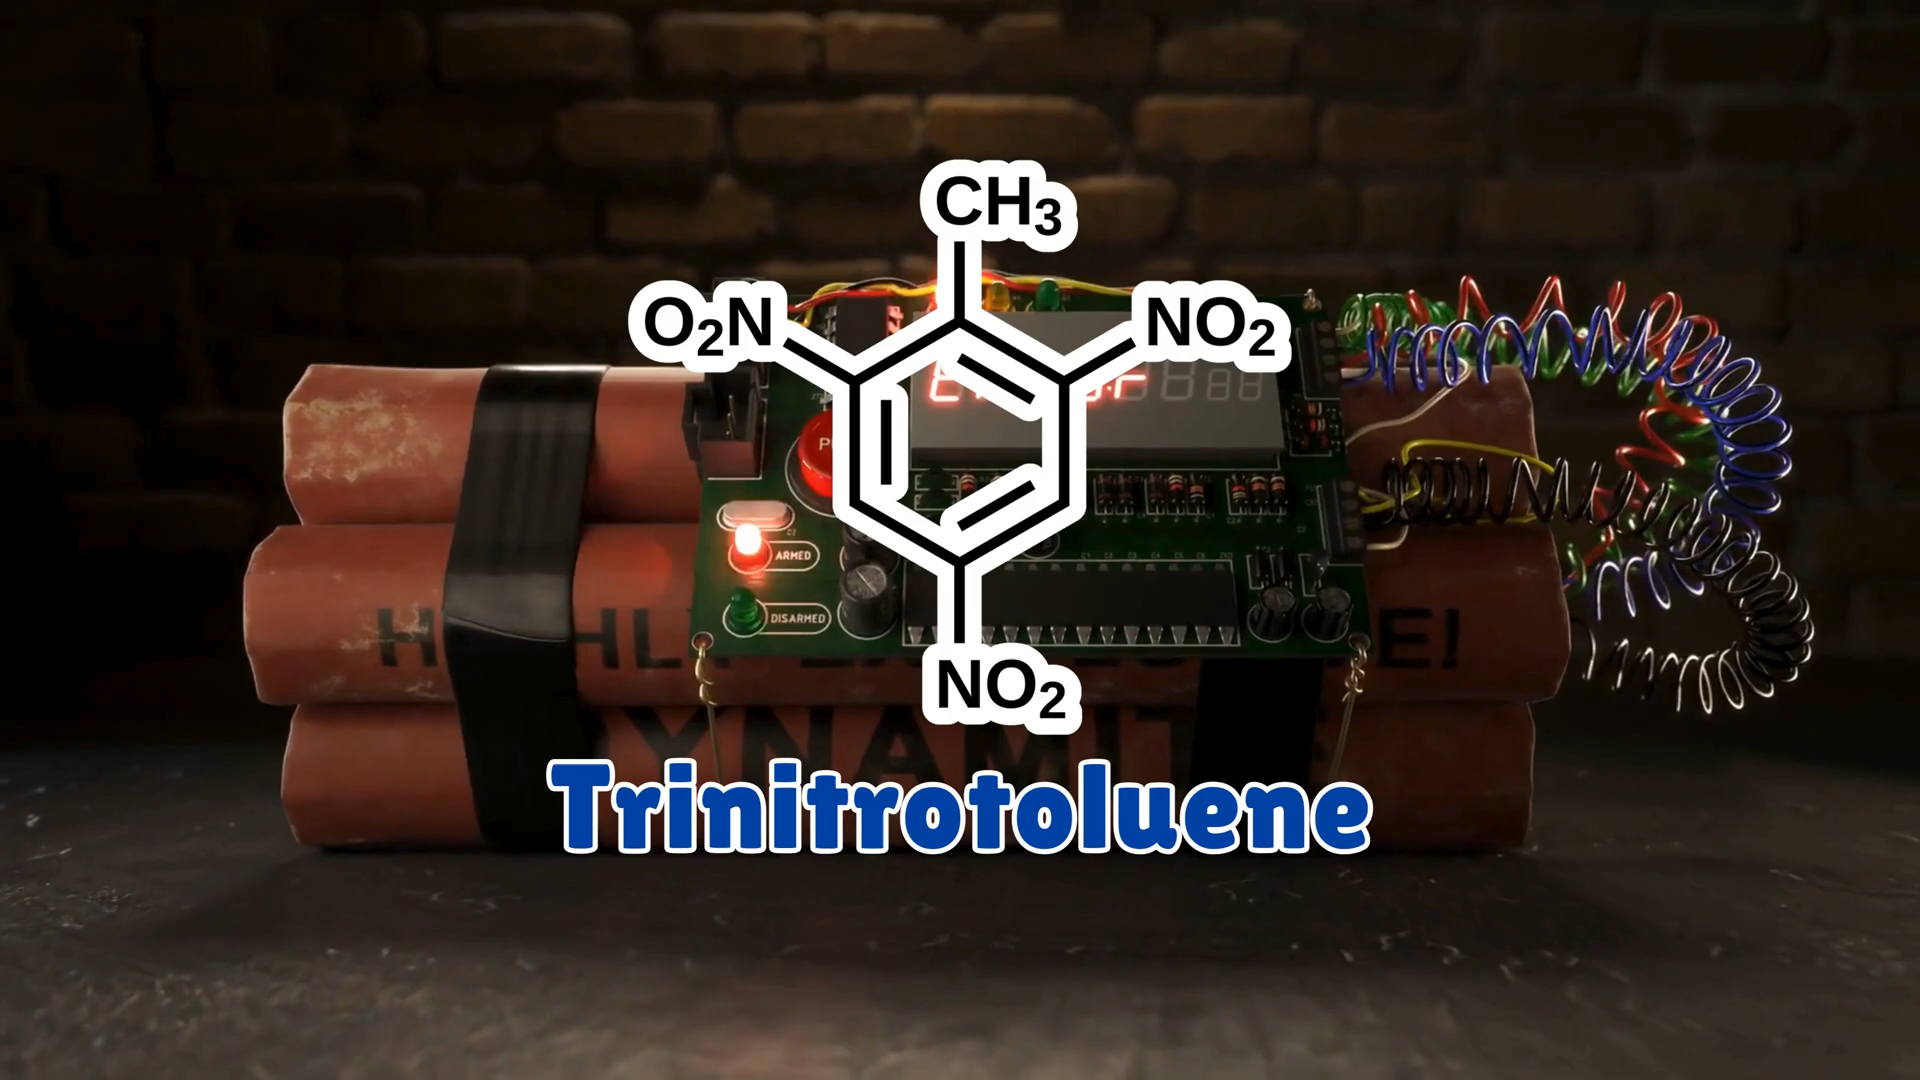 CH3
O2N
NO2
ARMED
DISARMED
NO2
Trinitrotoluene